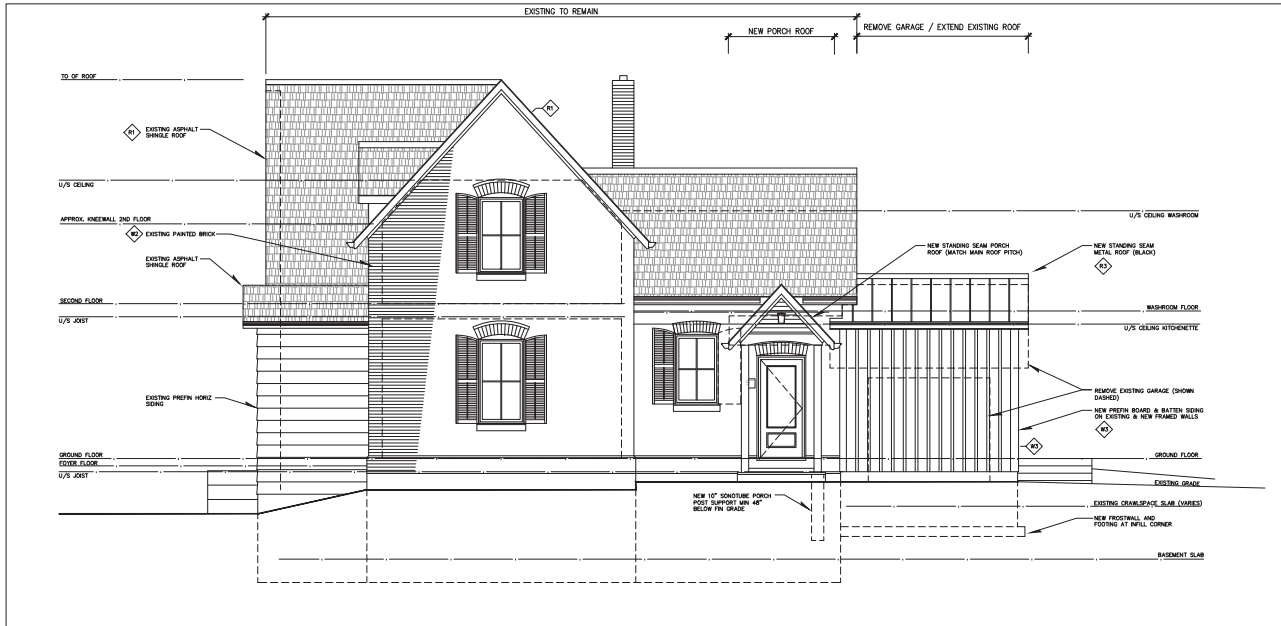 EXISTING TO REMAIN
NEW PORCH ROOF
REMOVE GARAGE / EXTEND EXISTING ROOF
TO OF ROOF
R1
R1
EXISTING ASPHALT
SHINGLE ROOF
U/S CEILING
APPROX. KNEEWALL 2ND FLOOR
W2
EXISTING PAINTED BRICK
EXISTING ASPHALT
SHINGLE ROOF
SECOND FLOOR
U/S JOIST
EXISTING PREFIN HORIZ
SIDING
GROUND FLOOR
FOYER FLOOR
U/S JOIST
U/S CEILING WASHROOM
NEW STANDING SEAM PORCH
ROOF (MATCH MAIN ROOF PITCH)
NEW STANDING SEAM
METAL ROOF (BLACK)
R3
WASHROOM FLOOR
U/S CEILING KITCHENETTE
REMOVE EXISTING GARAGE (SHOWN
DASHED)
NEW PREFIN BOARD & BATTEN SIDING
ON EXISTING & NEW FRAMED WALLS
W3
W3
GROUND FLOOR
EXISTING GRADE
NEW 10" SONOTUBE PORCH
POST SUPPORT MIN 48"
BELOW FIN GRADE
EXISTING CRAWLSPACE SLAB (VARIES)
NEW FROSTWALL AND
FOOTING AT INFILL CORNER
BASEMENT SLAB